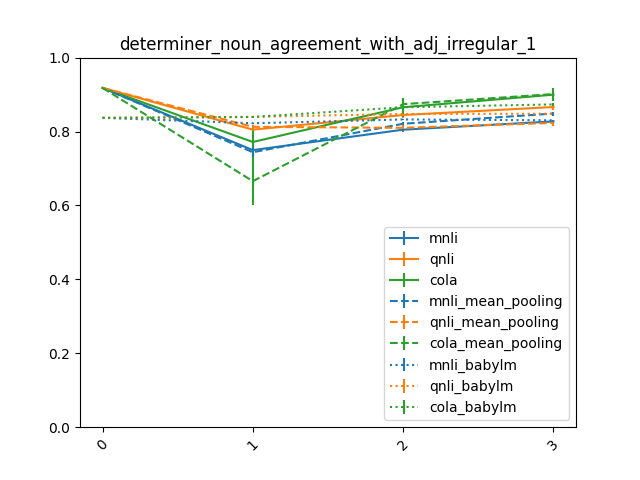 determiner_noun_agreement_with_adj_irregular_1
1.0
0.8
0.6
0.4
0.2
0.0
0
1
2
3
mnli
qnli
cola
mnli_mean_pooling
qnli_mean_pooling
cola_mean_pooling
mnli_babylm
qnli_babylm
cola_babylm